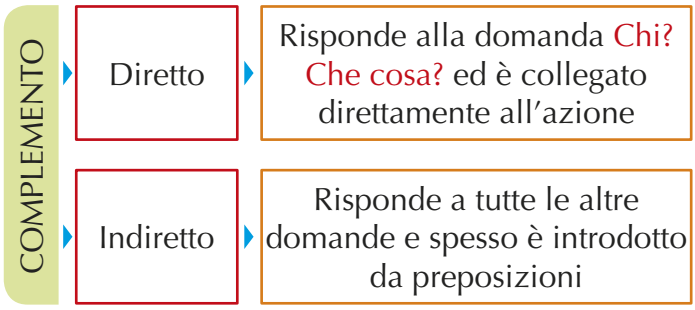 COMPLEMENTO
Diretto
Risponde alla domanda Chi?
Che cosa? ed è collegato
direttamente all’azione
Indiretto
Risponde a tutte le altre
domande e spesso è introdotto
da preposizioni